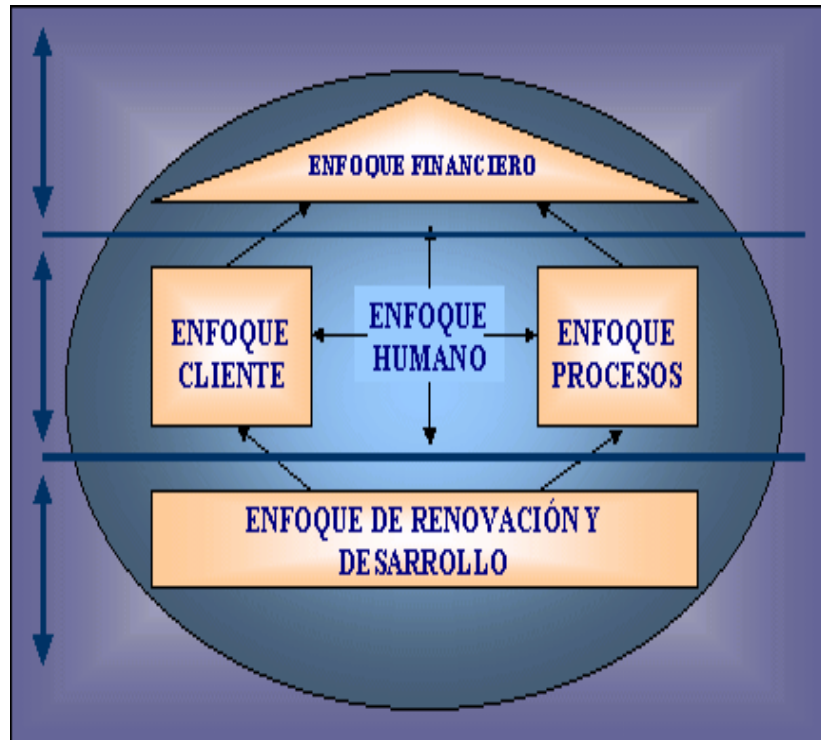 ENFOQUE FINANCIERO
ENFOQUE
CLIENTE
ENFOQUE
HUMANO
ENFOQUE
PROCESOS
ENFOQUE DE RENOVACIÓN Y
DESARROLLO